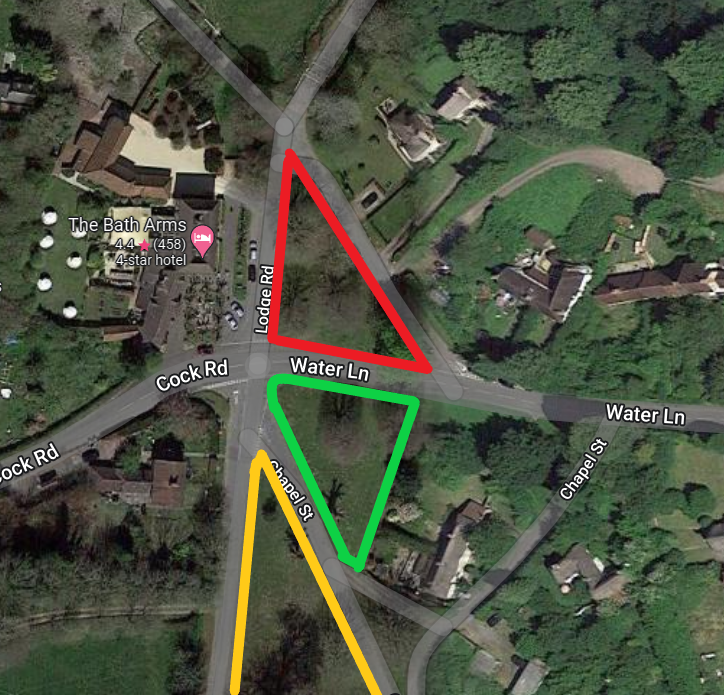 The Bath Arms
4.4 ★ (458)
4-star hotel
Lodge Rd
Cock Rd
Water Ln
Water Ln
Cock Rd
Chapel St
Chapel St